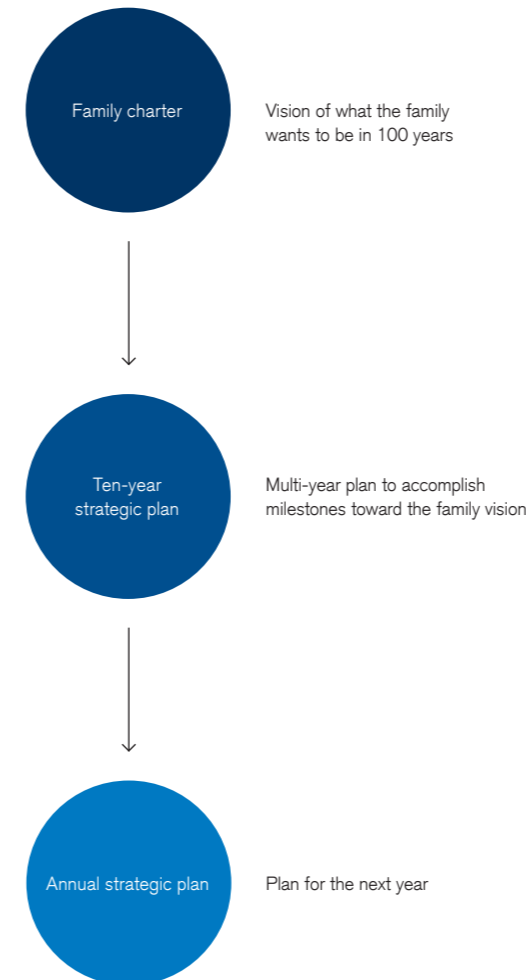 Family charter
Vision of what the family
wants to be in 100 years
Ten-year
strategic plan
Multi-year plan to accomplish
milestones toward the family vision
Annual strategic plan
Plan for the next year